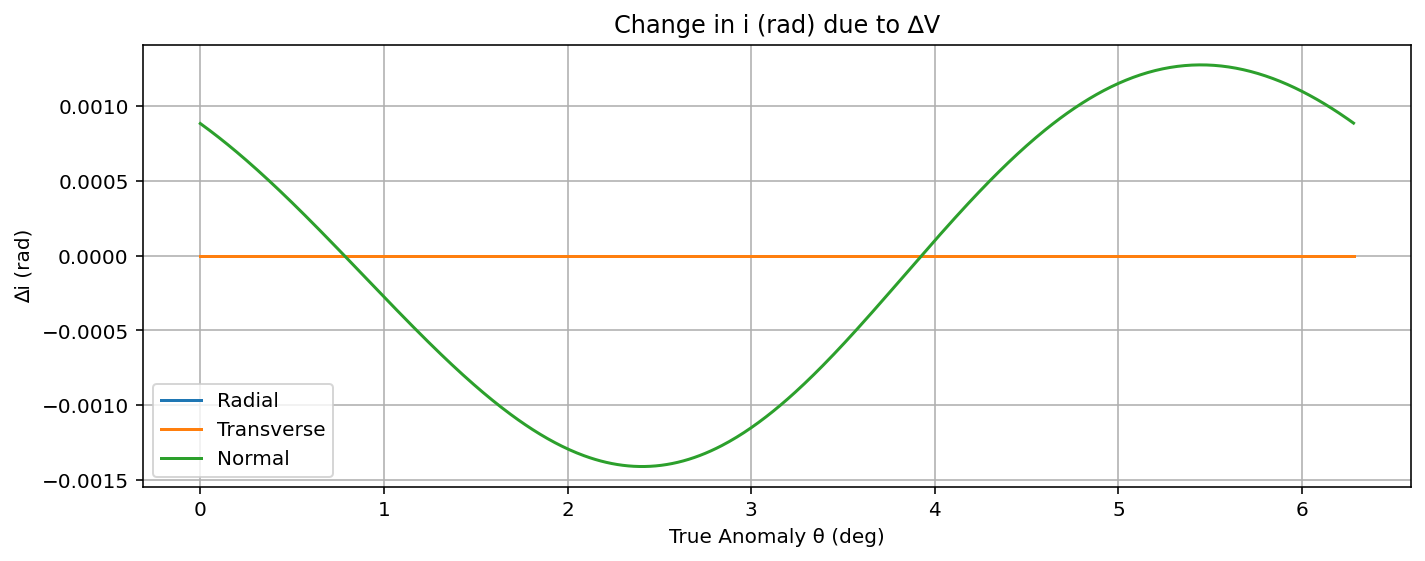 Change in i (rad) due to ΔV
Δi (rad)
0.0010
0.0005
0.0000
−0.0005
−0.0010
−0.0015
Radial
Transverse
Normal
0 1 2 3 4 5 6
True Anomaly θ (deg)